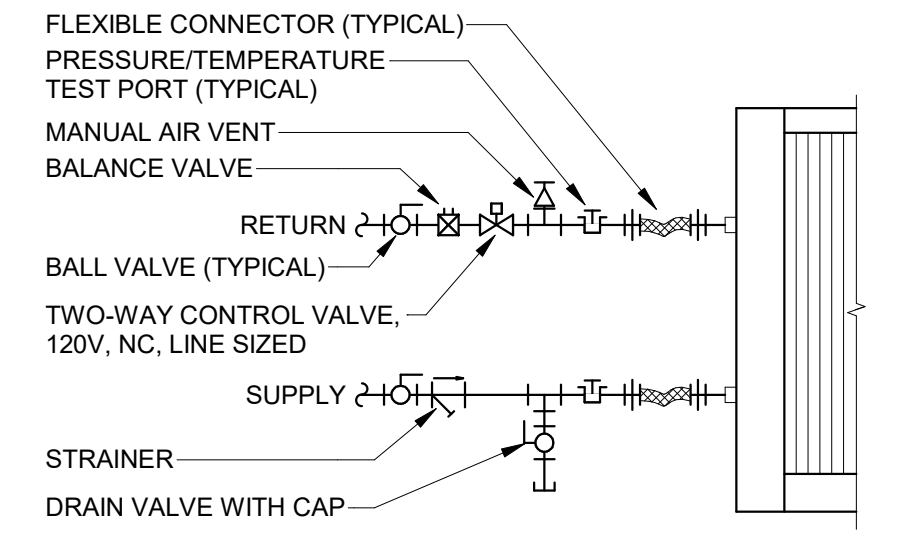 FLEXIBLE CONNECTOR (TYPICAL)
PRESSURE/TEMPERATURE
TEST PORT (TYPICAL)
MANUAL AIR VENT
BALANCE VALVE
RETURN
BALL VALVE (TYPICAL)
TWO-WAY CONTROL VALVE,
120V, NC, LINE SIZED
SUPPLY
STRAINER
DRAIN VALVE WITH CAP